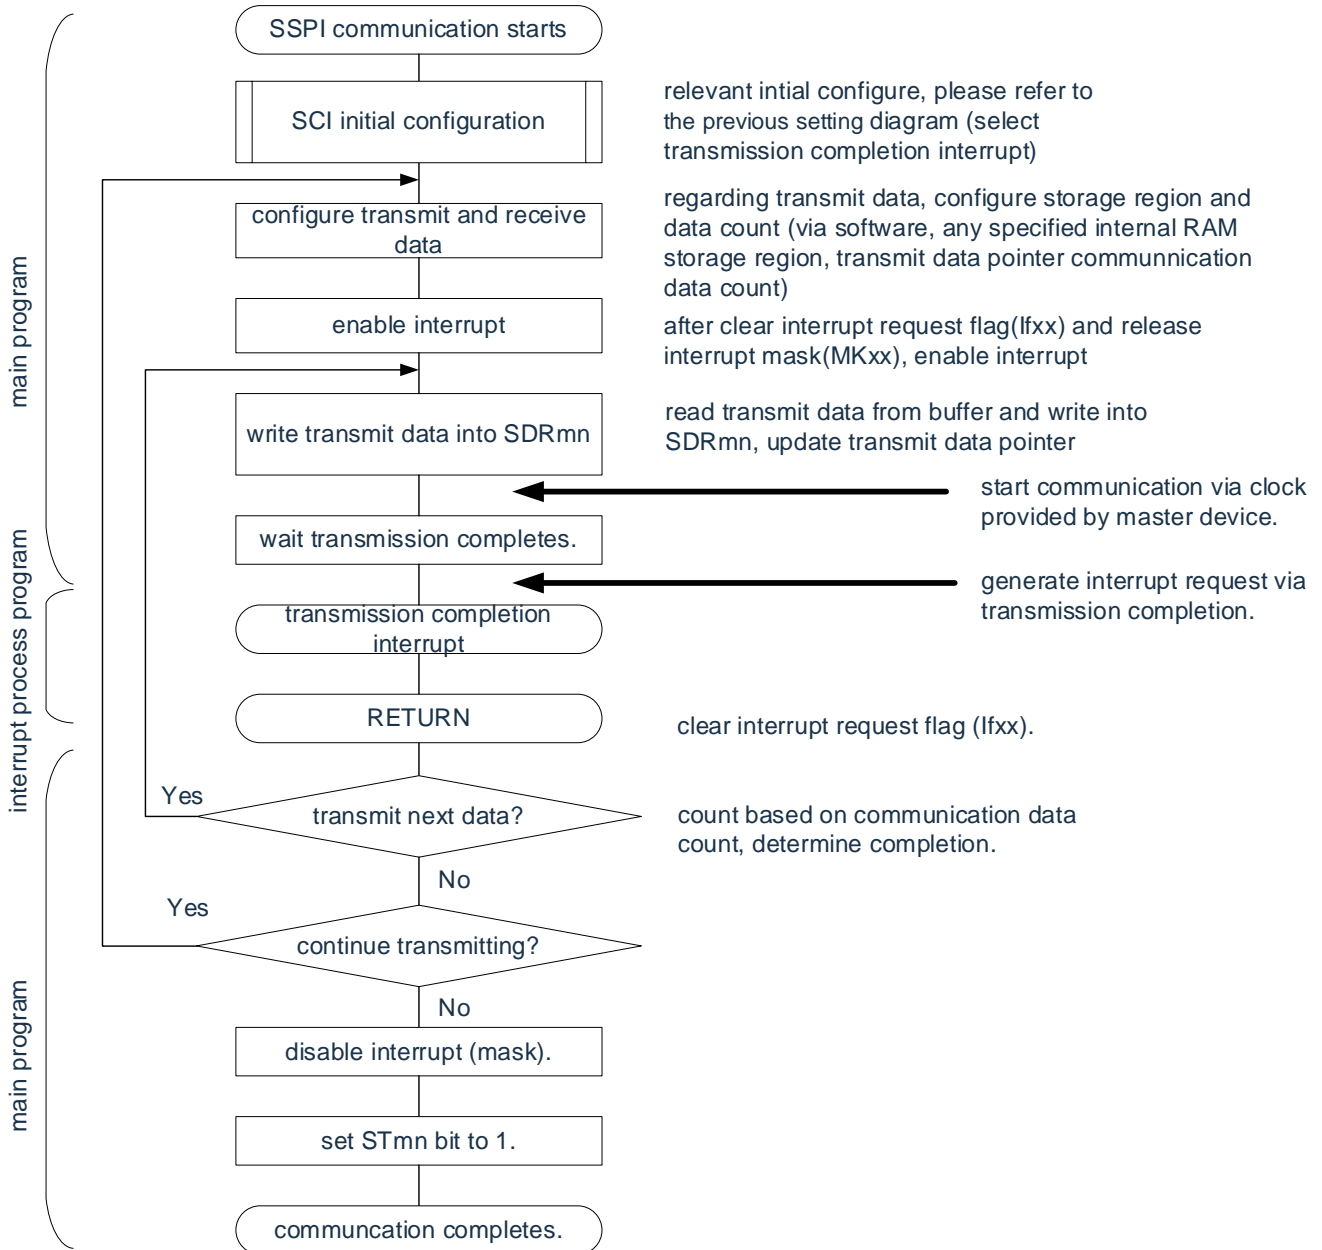 SSPI communication starts
SCI initial configuration
relevant intial configure, please refer to
the previous setting diagram (select
transmission completion interrupt)
configure transmit and receive
data
regarding transmit data, configure storage region and
data count (via software, any specified internal RAM
storage region, transmit data pointer communnication
data count)
main program
enable interrupt
after clear interrupt request flag(Ifxx) and release
interrupt mask(MKxx), enable interrupt
write transmit data into SDRmn
read transmit data from buffer and write into
SDRmn, update transmit data pointer
start communication via clock
provided by master device.
wait transmission completes.
generate interrupt request via
transmission completion.
interrupt process program
transmission completion
interrupt
RETURN
clear interrupt request flag (Ifxx).
Yes
transmit next data?
count based on communication data
count, determine completion.
No
Yes
continue transmitting?
No
main program
disable interrupt (mask).
set STmn bit to 1.
communcation completes.